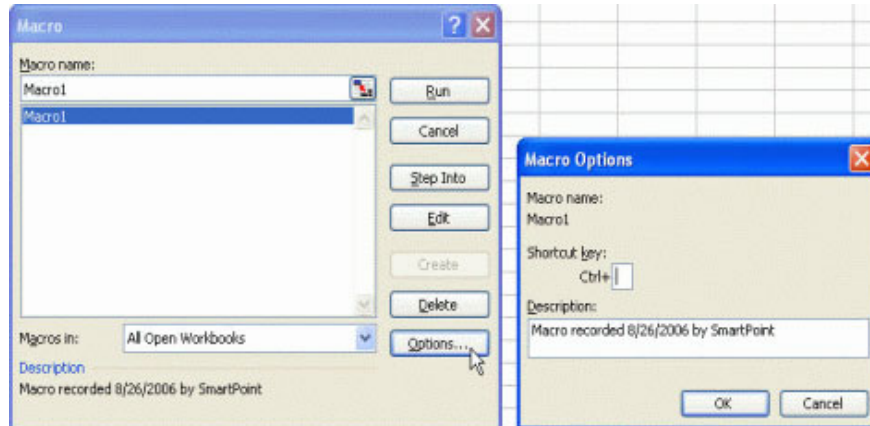 Macro
Macro name:
Macro1
Macro1
Run
Cancel
Step Into
Edit
Create
Delete
Options...
Macros in:
All Open Workbooks
Description
Macro recorded 8/26/2006 by SmartPoint
Macro Options
Macro name:
Macro1
Shortcut key:
Ctrl+
Description:
Macro recorded 8/26/2006 by SmartPoint
OK
Cancel